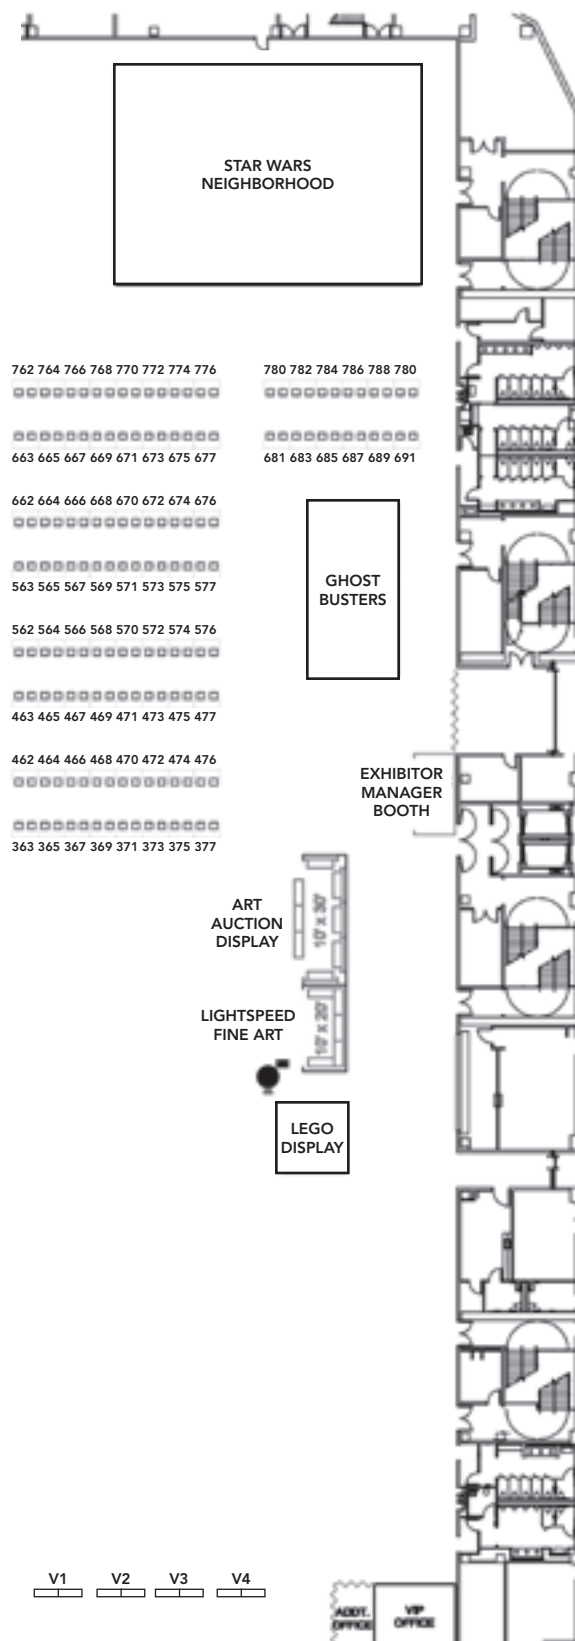 STAR WARS
NEIGHBORHOOD
762 764 766 768 770 772 774 776
780 782 784 786 788 780
663 665 667 669 671 673 675 677
681 683 685 687 689 691
662 664 666 668 670 672 674 676
563 565 567 569 571 573 575 577
GHOST
BUSTERS
562 564 566 568 570 572 574 576
463 465 467 469 471 473 475 477
462 464 466 468 470 472 474 476
363 365 367 369 371 373 375 377
EXHIBITOR
MANAGER
BOOTH
ART
AUCTION
DISPLAY
10' x 30'
LIGHTSPEED
FINE ART
10' x 20'
LEGO
DISPLAY
V1 V2 V3 V4
ADDT.
OFFICE
VIP
OFFICE